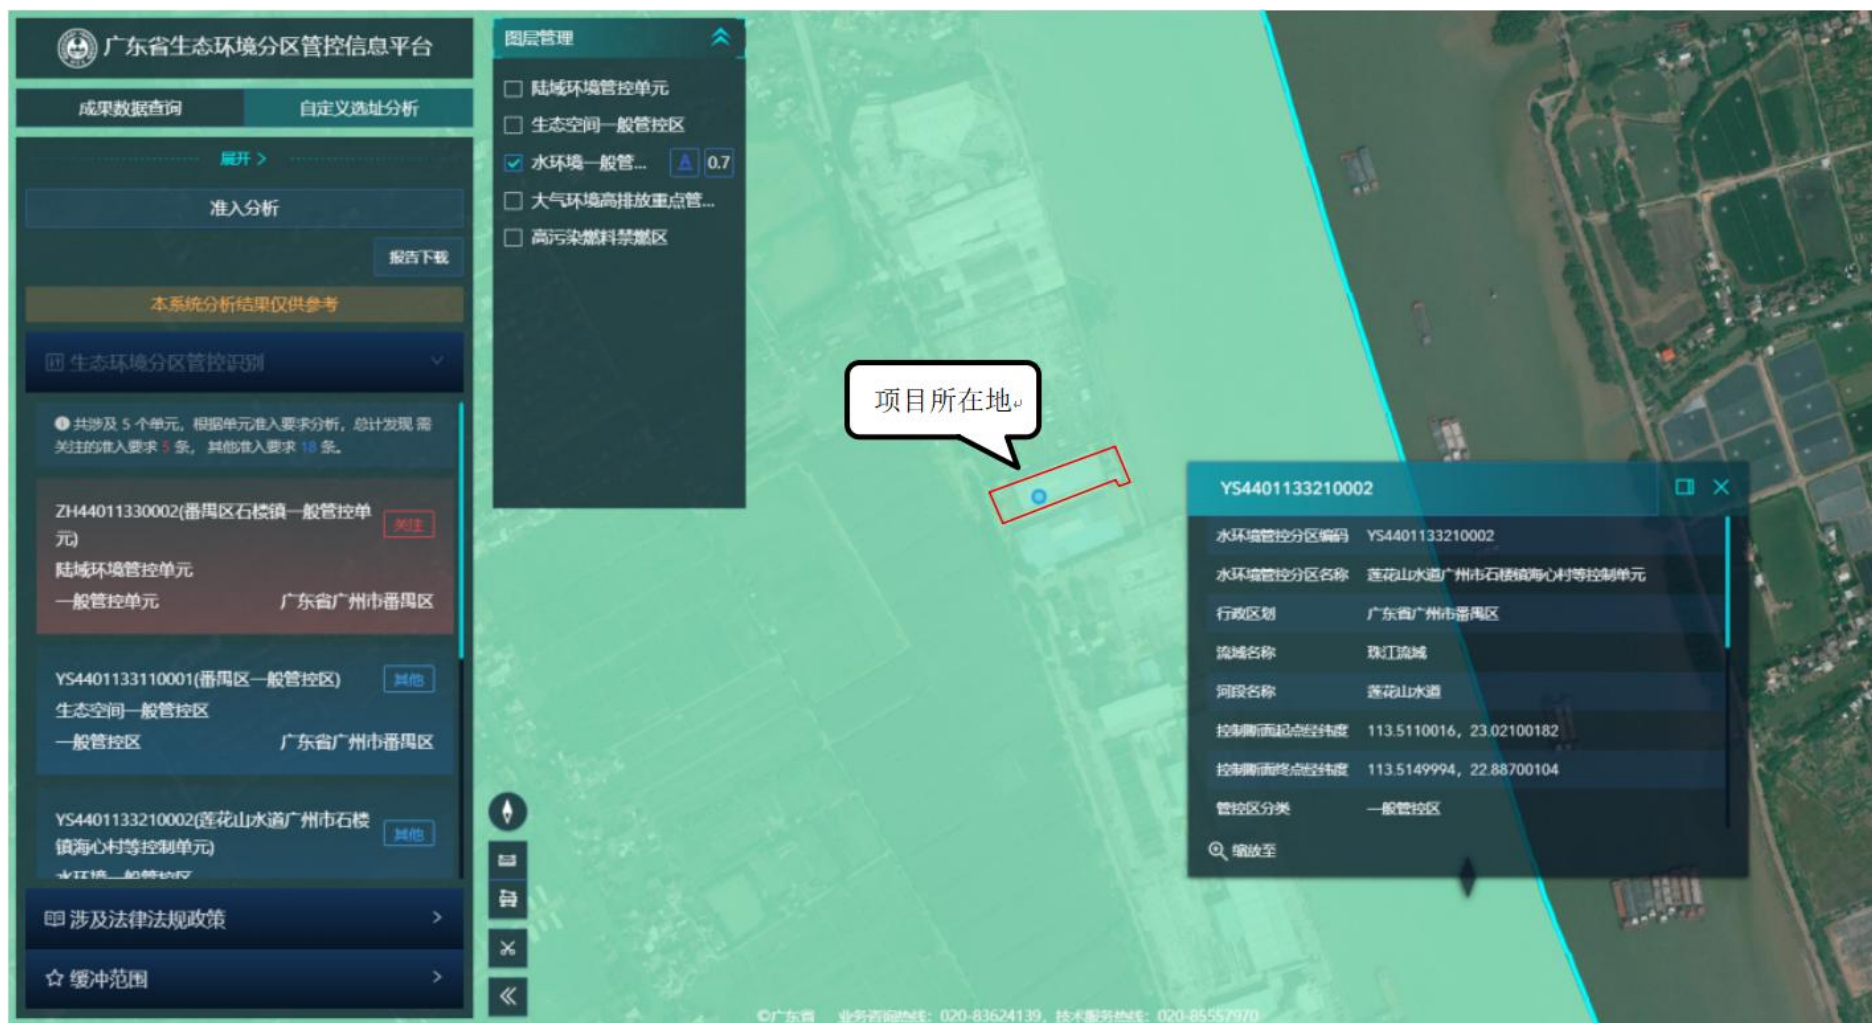 广东省生态环境分区管控信息平台
成果数据查询
自定义选址分析
展开 >
准入分析
报告下载
本系统分析结果仅供参考
生态环境分区管控识别
共涉及 5 个单元，根据单元准入要求分析，总计发现 需
关注的准入要求 5 条， 其他准入要求 18 条。
ZH44011330002(番禺区石楼镇一般管控单
元)
关注
陆域环境管控单元
一般管控单元 广东省广州市番禺区
YS4401133110001(番禺区一般管控区)
其他
生态空间一般管控区
一般管控区 广东省广州市番禺区
YS4401133210002(莲花山水道广州市石楼
镇海心村等控制单元)
其他
水环境一般管控区
涉及法律法规政策 >
缓冲范围 >
图层管理
陆域环境管控单元
生态空间一般管控区
水环境一般管... A 0.7
大气环境高排放重点管...
高污染燃料禁燃区
项目所在地
YS4401133210002
水环境管控分区编码 YS4401133210002
水环境管控分区名称 莲花山水道广州市石楼镇海心村等控制单元
行政区划 广东省广州市番禺区
流域名称 珠江流域
河段名称 莲花山水道
控制断面起点经纬度 113.5110016，23.02100182
控制断面终点经纬度 113.5149994，22.88700104
管控区分类 一般管控区
缩放至
©广东省 业务咨询热线：020-83624139，技术服务热线：020-85557970